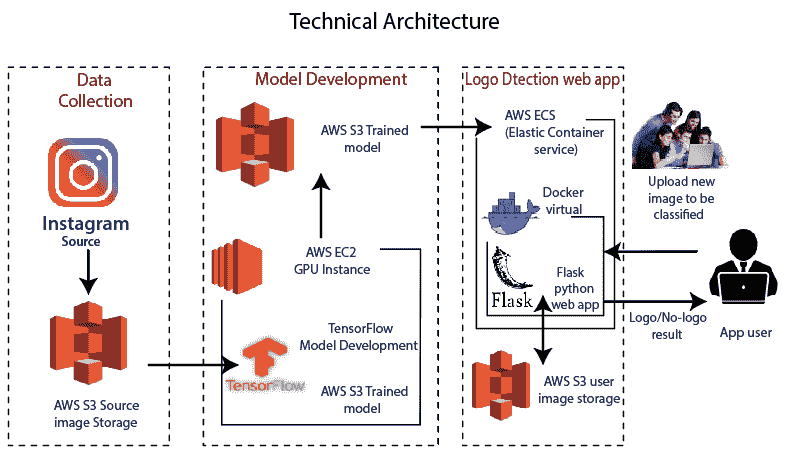 Technical Architecture
Data
Collection
Instagram
Source
AWS S3 Source
image Storage
Model Development
AWS S3 Trained
model
AWS EC2
GPU Instance
TensorFlow
Model Development
TensorFlow
AWS S3 Trained
model
Logo Dtection web app
AWS ECS
(Elastic Container
service)
Docker
virtual
Flask
Flask
python
web app
AWS S3 user
image storage
Upload new
image to be
classified
Logo/No-logo
result
App user